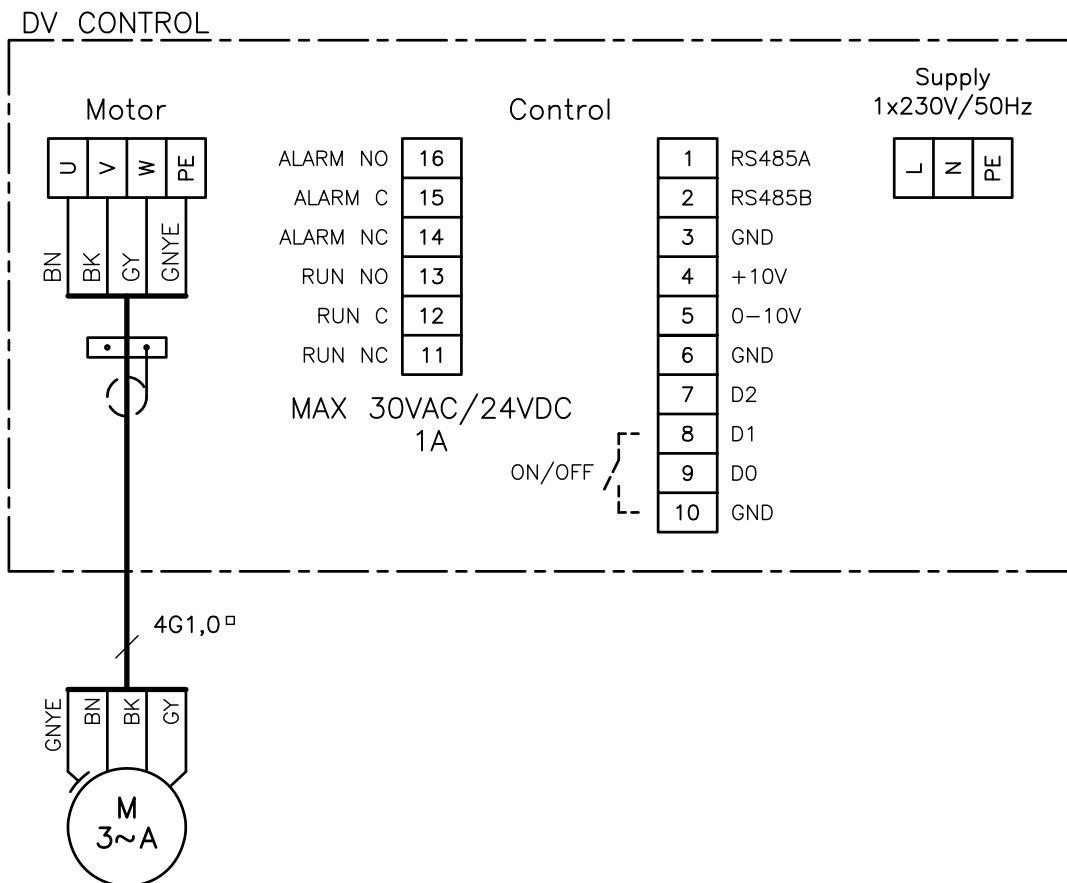 DV CONTROL
Motor
U V W PE
BN BK GY GNYE
Control
ALARM NO 16
ALARM C 15
ALARM NC 14
RUN NO 13
RUN C 12
RUN NC 11
MAX 30VAC/24VDC
1A
1 RS485A
2 RS485B
3 GND
4 +10V
5 0-10V
6 GND
7 D2
8 D1
9 D0
10 GND
ON/OFF
Supply
1x230V/50Hz
L N PE
4G1,0▫
GNYE BN BK GY
M
3~A